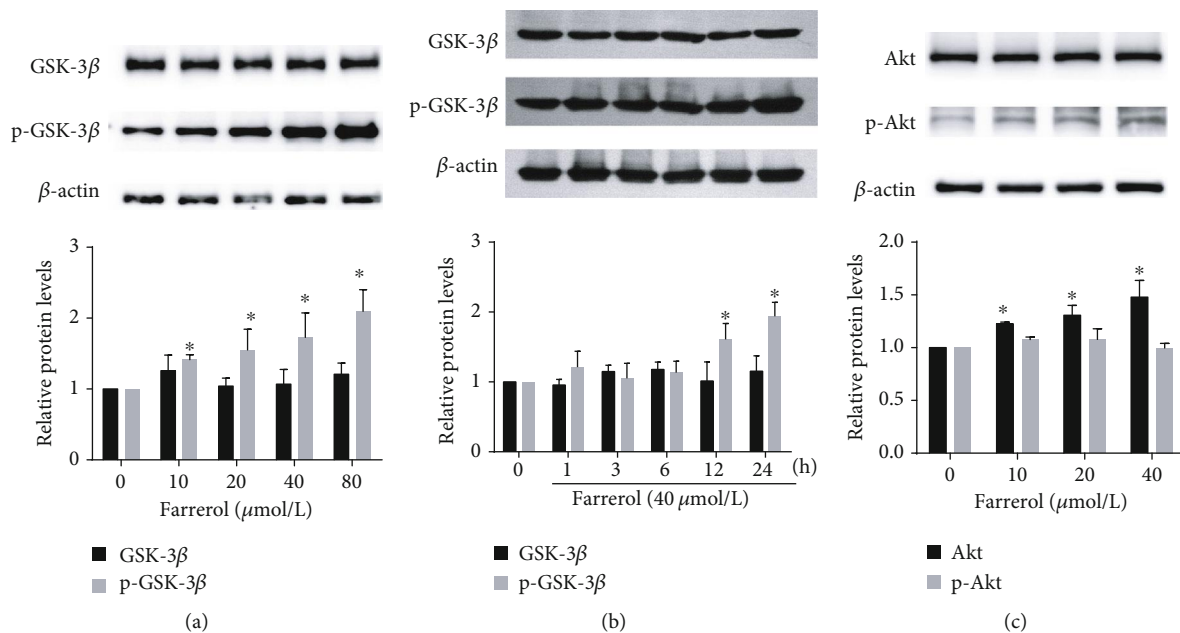 GSK-3β
p-GSK-3β
β-actin
3
2
1
2
Relative protein levels
*
*
*
*
0
10
20
40
80
Farrerol (μmol/L)
GSK-3β
p-GSK-3β
(a)
GSK-3β
p-GSK-3β
β-actin
3
2
1
2
Relative protein levels
*
*
0
1
3
6
12
24
(h)
Farrerol (40 μmol/L)
GSK-3β
p-GSK-3β
(b)
Akt
p-Akt
β-actin
2.0
1.5
1.0
0.5
0.0
Relative protein levels
*
*
*
0
10
20
40
Farrerol (μmol/L)
Akt
p-Akt
(c)